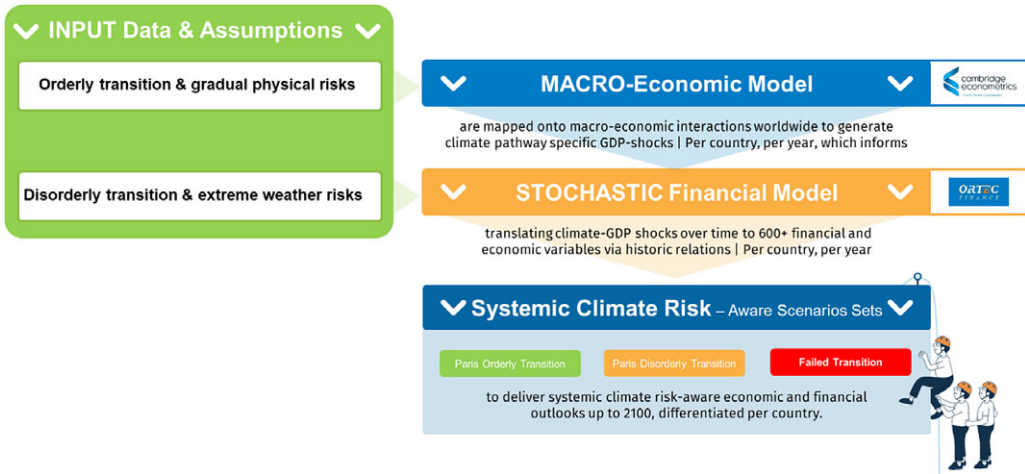 INPUT Data & Assumptions
Orderly transition & gradual physical risks
Disorderly transition & extreme weather risks
MACRO-Economic Model
cambridge
econometrics
are mapped onto macro-economic interactions worldwide to generate
climate pathway specific GDP-shocks | Per country, per year, which informs
STOCHASTIC Financial Model
ORTEC
FINANCE
translating climate-GDP shocks over time to 600+ financial and
economic variables via historic relations | Per country, per year
Systemic Climate Risk – Aware Scenarios Sets
Paris Orderly Transition
Paris Disorderly Transition
Failed Transition
to deliver systemic climate risk-aware economic and financial
outlooks up to 2100, differentiated per country.